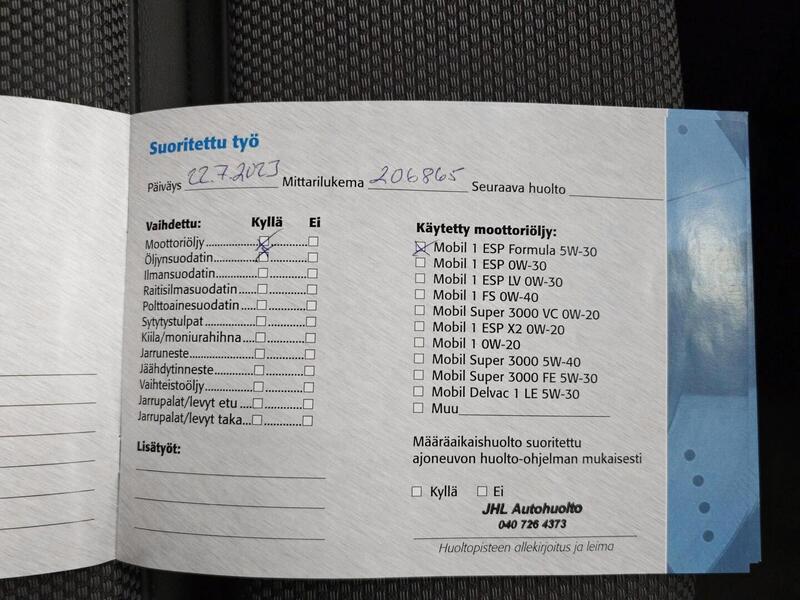 Suoritettu työ
Päiväys 22.7.2023 Mittarilukema 206865 Seuraava huolto
Vaihdettu: Kyllä Ei
Moottoriöljy
Öljynsuodatin
Ilmansuodatin
Raitisilmasuodatin
Polttoainesuodatin
Sytytystulpat
Kiila/moniurahihna
Jarruneste
Jäähdytinneste
Vaihteistoöljy
Jarrupalat/levyt etu
Jarrupalat/levyt taka
Lisätyöt:
Käytetty moottoriöljy:
Mobil 1 ESP Formula 5W-30
Mobil 1 ESP 0W-30
Mobil 1 ESP LV 0W-30
Mobil 1 FS 0W-40
Mobil Super 3000 VC 0W-20
Mobil 1 ESP X2 0W-20
Mobil 1 0W-20
Mobil Super 3000 5W-40
Mobil Super 3000 FE 5W-30
Mobil Delvac 1 LE 5W-30
Muu
Määräaikaishuolto suoritettu
ajoneuvon huolto-ohjelman mukaisesti
Kyllä Ei
JHL Autohuolto
040 726 4373
Huoltopisteen allekirjoitus ja leima